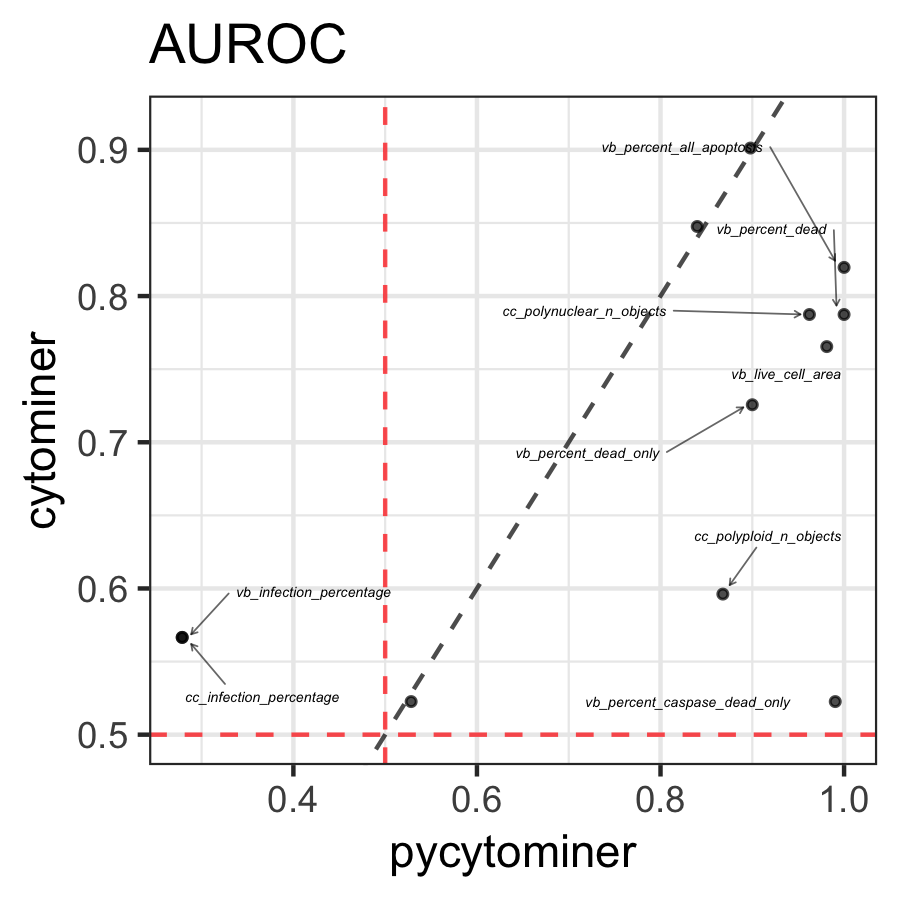 AUROC
cytominer
0.9
0.8
0.7
0.6
0.5
vb_percent_all_apoptosis
vb_percent_dead
cc_polynuclear_n_objects
vb_live_cell_area
vb_percent_dead_only
cc_polyploid_n_objects
vb_infection_percentage
cc_infection_percentage
vb_percent_caspase_dead_only
0.4 0.6 0.8 1.0
pycytominer